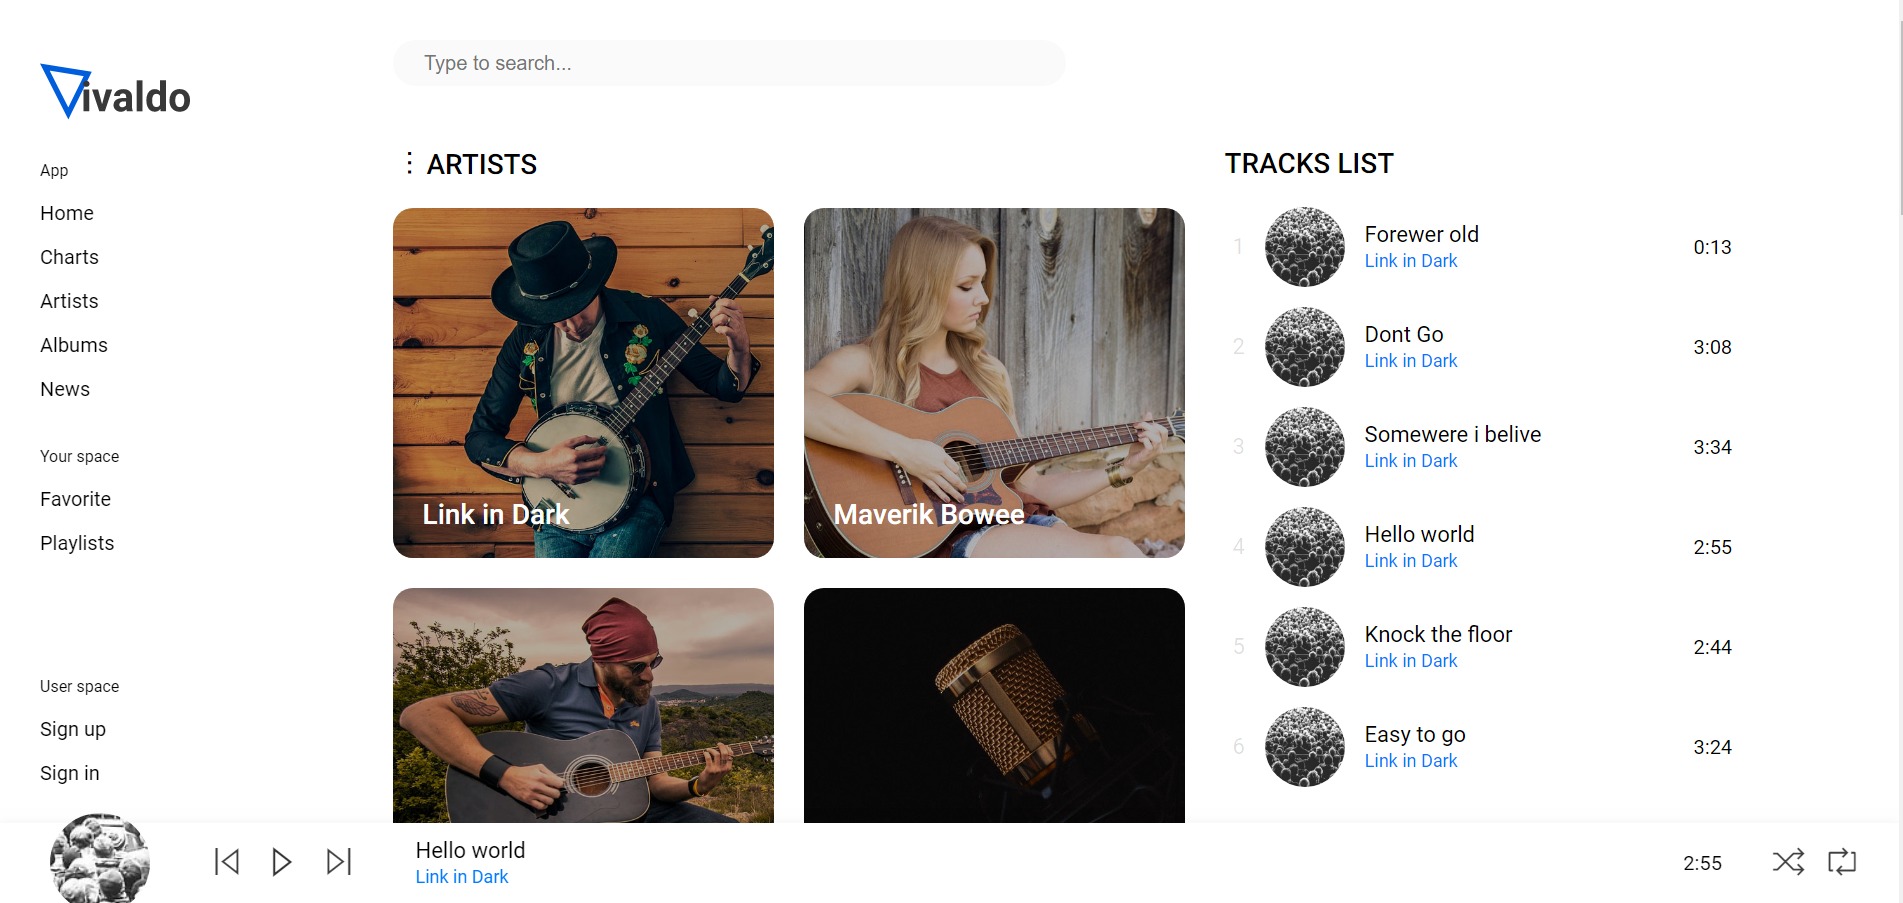 Vivaldo
App
Home
Charts
Artists
Albums
News
Your space
Favorite
Playlists
User space
Sign up
Sign in
Type to search...
ARTISTS
Link in Dark
Maverik Bowee
TRACKS LIST
1
Forewer old
Link in Dark
0:13
2
Dont Go
Link in Dark
3:08
3
Somewere i belive
Link in Dark
3:34
4
Hello world
Link in Dark
2:55
5
Knock the floor
Link in Dark
2:44
6
Easy to go
Link in Dark
3:24
Hello world
Link in Dark
2:55